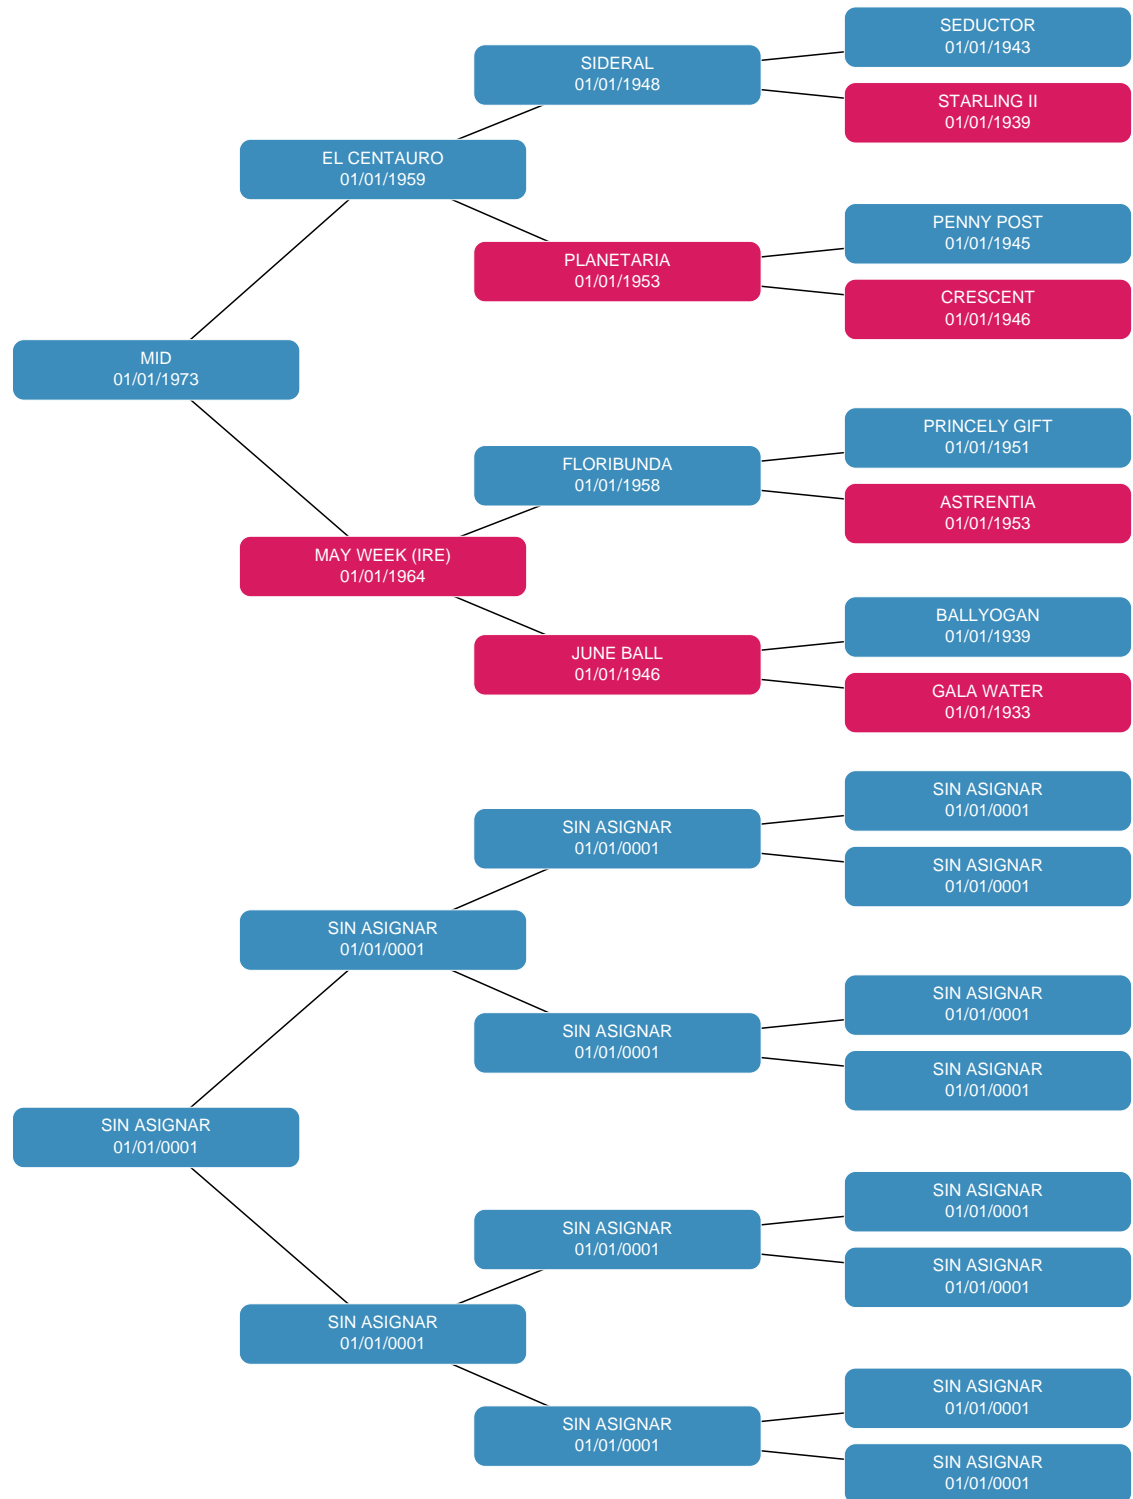 SEDUCTOR
01/01/1943
SIDERAL
01/01/1948
STARLING II
01/01/1939
EL CENTAURO
01/01/1959
PENNY POST
01/01/1945
PLANETARIA
01/01/1953
CRESCENT
01/01/1946
MID
01/01/1973
PRINCELY GIFT
01/01/1951
FLORIBUNDA
01/01/1958
ASTRENTIA
01/01/1953
MAY WEEK (IRE)
01/01/1964
BALLYOGAN
01/01/1939
JUNE BALL
01/01/1946
GALA WATER
01/01/1933
SIN ASIGNAR
01/01/0001
SIN ASIGNAR
01/01/0001
SIN ASIGNAR
01/01/0001
SIN ASIGNAR
01/01/0001
SIN ASIGNAR
01/01/0001
SIN ASIGNAR
01/01/0001
SIN ASIGNAR
01/01/0001
SIN ASIGNAR
01/01/0001
SIN ASIGNAR
01/01/0001
SIN ASIGNAR
01/01/0001
SIN ASIGNAR
01/01/0001
SIN ASIGNAR
01/01/0001
SIN ASIGNAR
01/01/0001
SIN ASIGNAR
01/01/0001
SIN ASIGNAR
01/01/0001